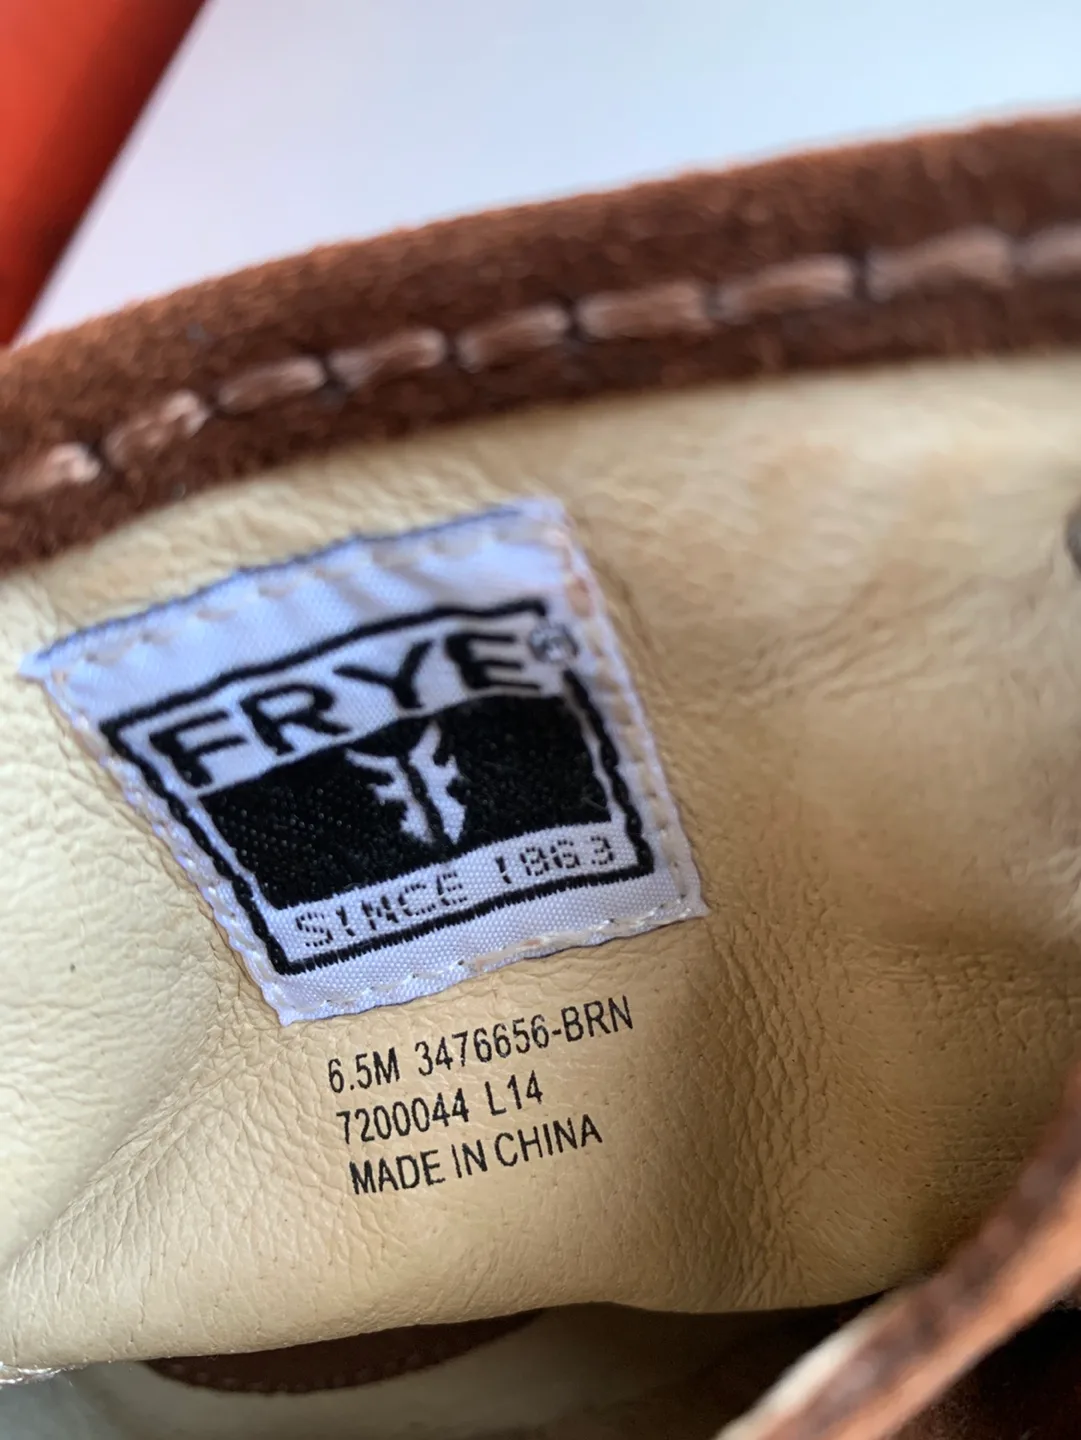 FRYE®
SINCE 1863
6.5M 3476656-BRN
7200044 L14
MADE IN CHINA